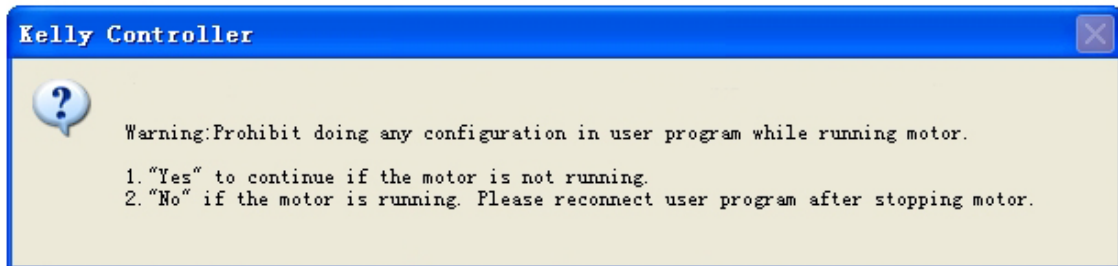 Kelly Controller
Warning:Prohibit doing any configuration in user program while running motor.
1."Yes" to continue if the motor is not running.
2."No" if the motor is running. Please reconnect user program after stopping motor.